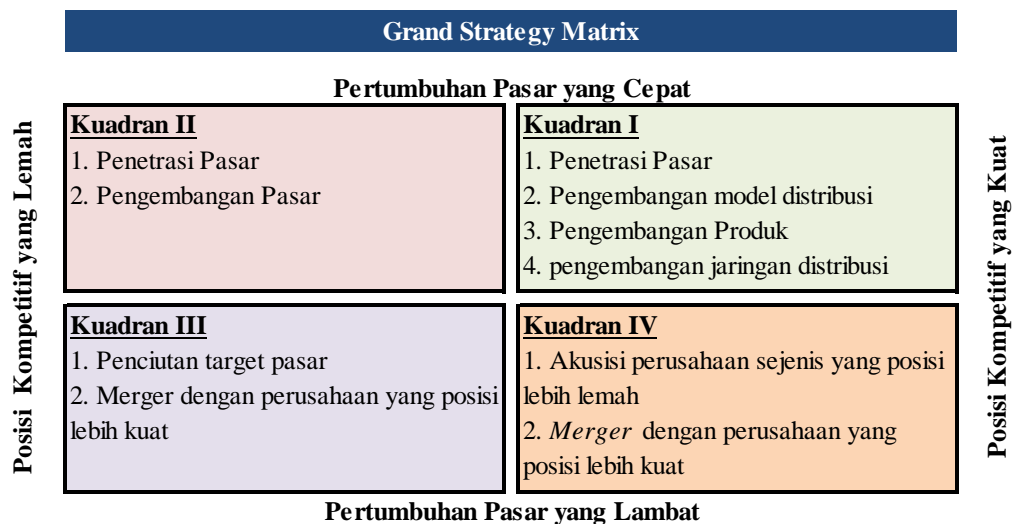 Grand Strategy Matrix
Pertumbuhan Pasar yang Cepat
Posisi Kompetitif yang Lemah
Kuadran II
1. Penetrasi Pasar
2. Pengembangan Pasar
Kuadran I
1. Penetrasi Pasar
2. Pengembangan model distribusi
3. Pengembangan Produk
4. pengembangan jaringan distribusi
Posisi Kompetitif yang Kuat
Kuadran III
1. Penciutan target pasar
2. Merger dengan perusahaan yang posisi
lebih kuat
Kuadran IV
1. Akusisi perusahaan sejenis yang posisi
lebih lemah
2. Merger dengan perusahaan yang
posisi lebih kuat
Pertumbuhan Pasar yang Lambat